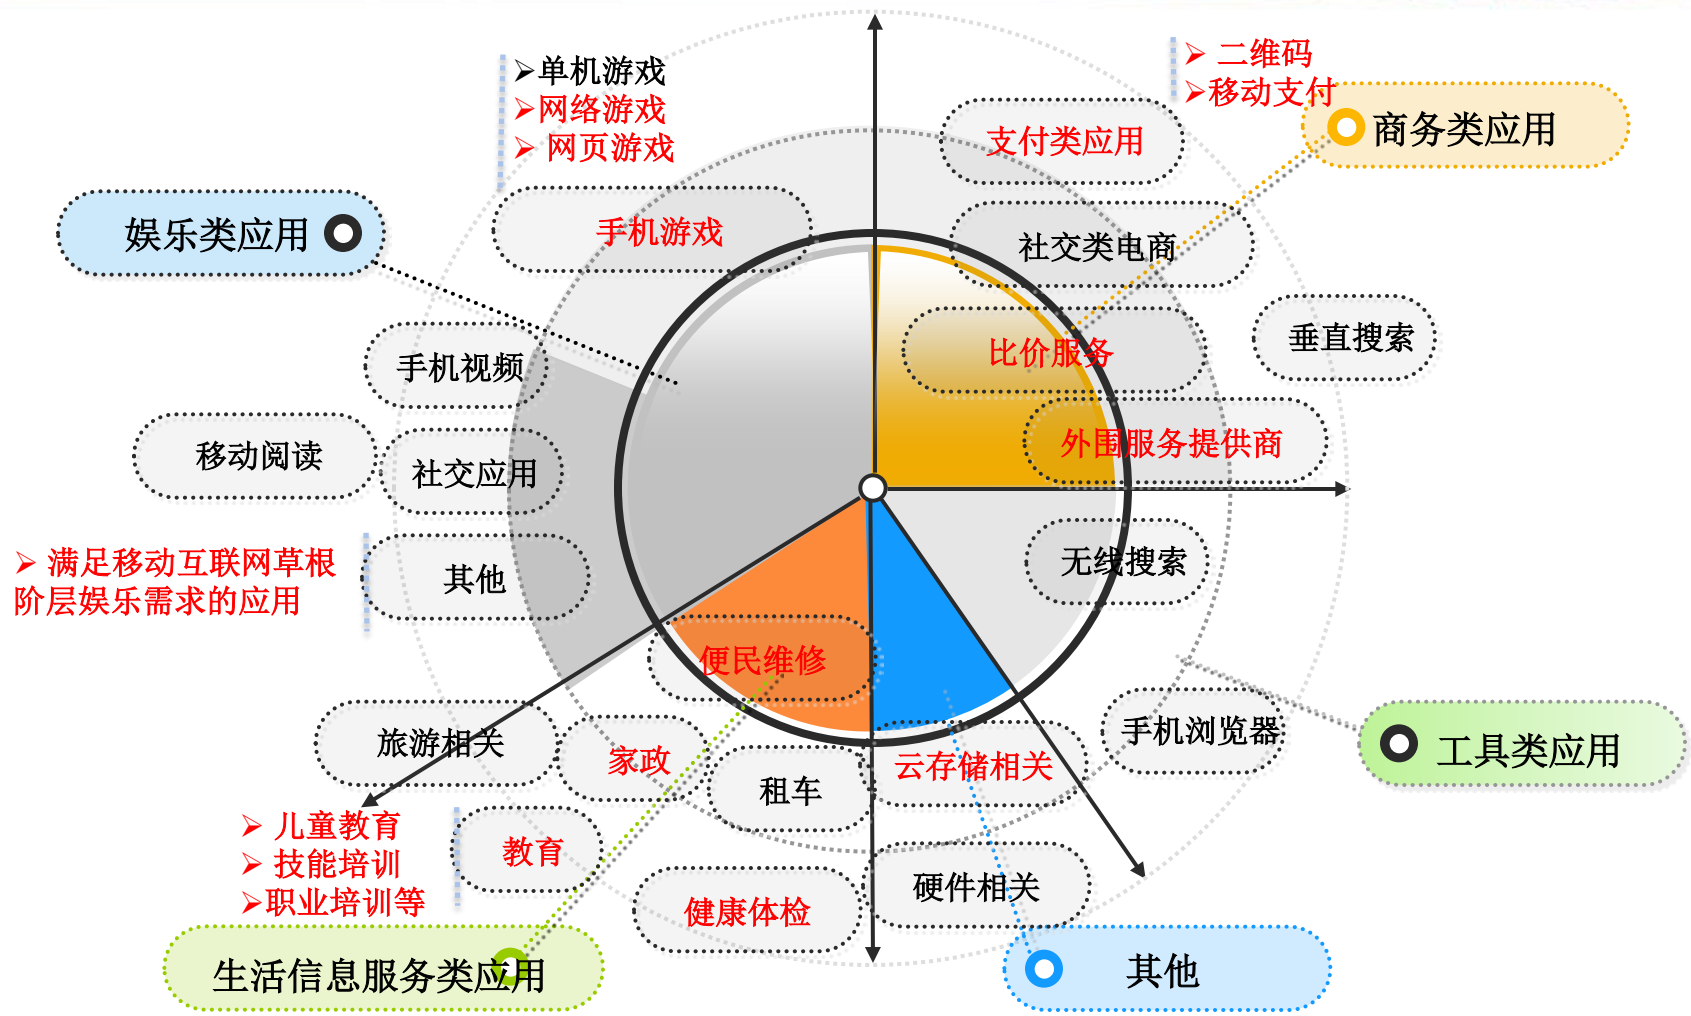 单机游戏
网络游戏
网页游戏
二维码
移动支付
支付类应用
商务类应用
娱乐类应用
手机游戏
社交类电商
手机视频
比价服务
垂直搜索
移动阅读
社交应用
外围服务提供商
满足移动互联网草根
阶层娱乐需求的应用
其他
无线搜索
便民维修
旅游相关
家政
租车
云存储相关
手机浏览器
工具类应用
儿童教育
技能培训
职业培训等
教育
健康体检
硬件相关
生活信息服务类应用
其他